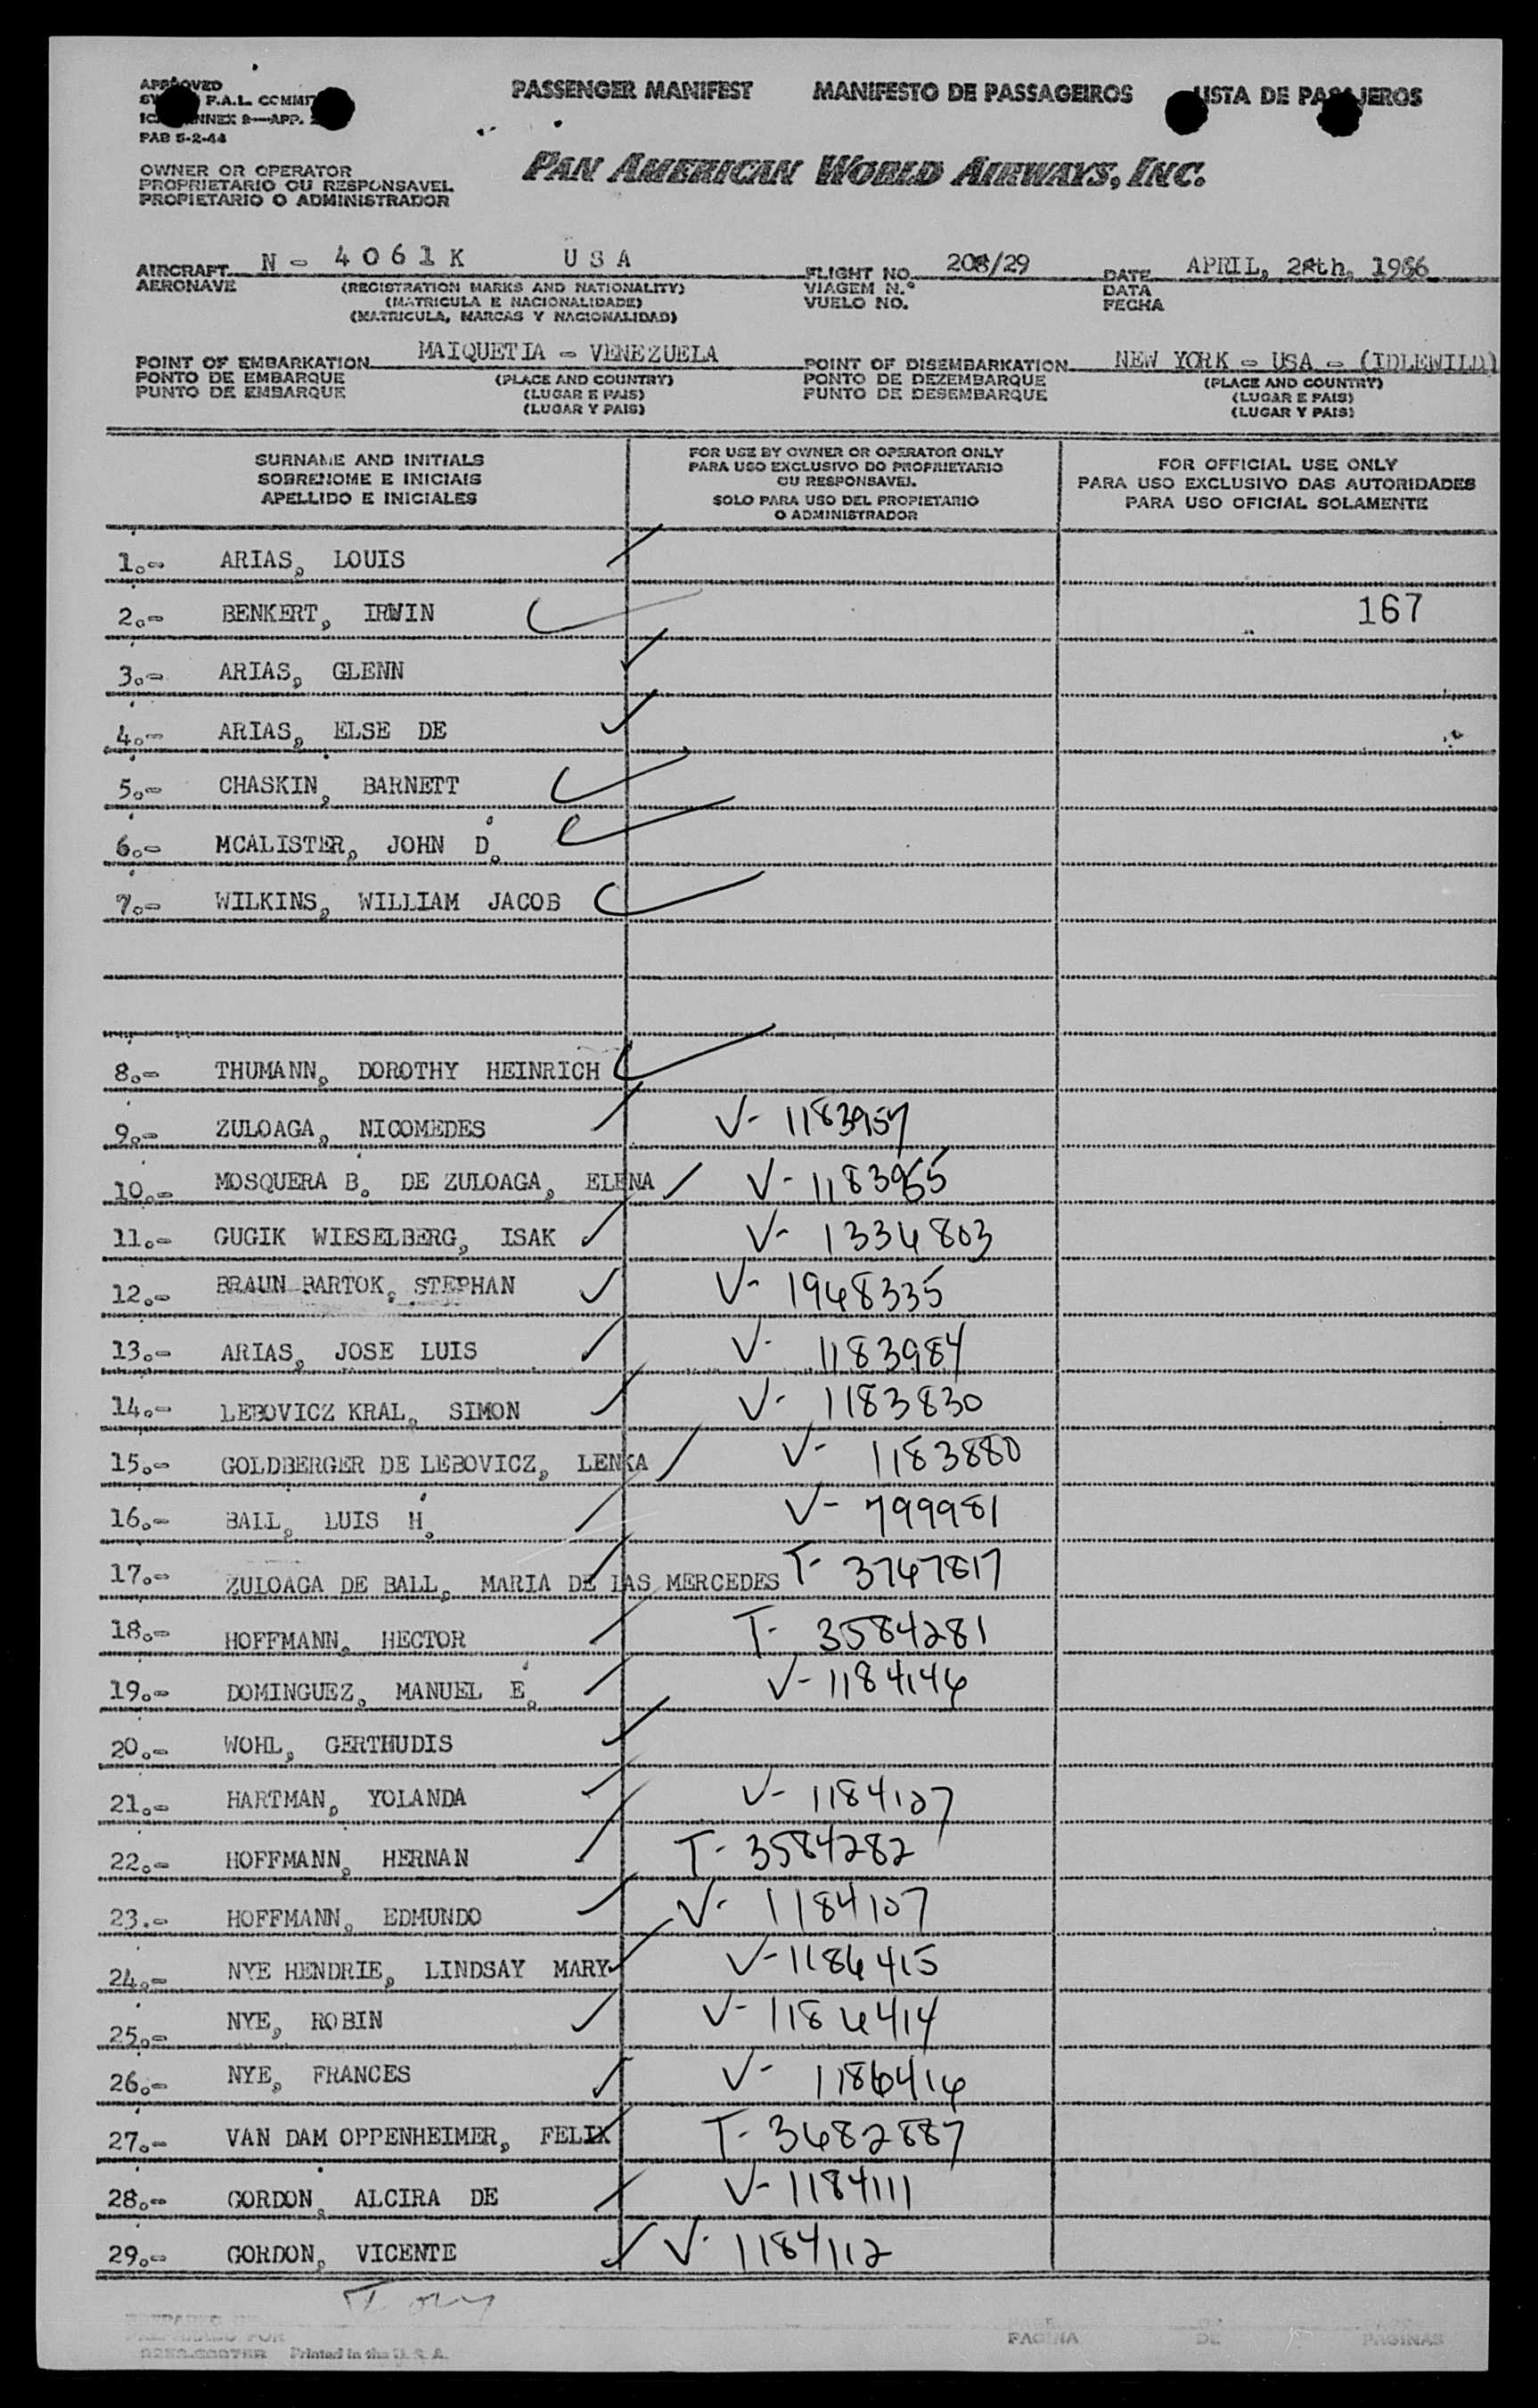 PASSENGER MANIFEST MANIFESTO DE PASSAGEIROS LISTA DE PASAJEROS
APPROVED
F.A.L.
ANNEX 9—APP.
PAB 5-2-44
OWNER OR OPERATOR
PROPRIETARIO OU RESPONSAVEL
PROPIETARIO O ADMINISTRADOR
PAN AMERICAN WORLD AIRWAYS, INC.
AIRCRAFT N - 4061K USA
AERONAVE
(REGISTRATION MARKS AND NATIONALITY)
(MATRICULA E NACIONALIDADE)
(MATRICULA, MARCAS Y NACIONALIDAD)
FLIGHT NO. 208/29
VIAGEM N.º
VUELO NO.
DATE APRIL,
DATA
FECHA
POINT OF EMBARKATION MAIQUETIA - VENEZUELA
PONTO DE EMBARQUE
PUNTO DE EMBARQUE
(PLACE AND COUNTRY)
(LUGAR E PAIS)
(LUGAR Y PAIS)
POINT OF DISEMBARKATION NEW YORK - USA - (IDLEWILD)
PONTO DE DEZEMBARQUE
PUNTO DE DESEMBARQUE
(PLACE AND COUNTRY)
(LUGAR E PAIS)
(LUGAR Y PAIS)
SURNAME AND INITIALS
SOBRENOME E INICIAIS
APELLIDO E INICIALES
FOR USE BY OWNER OR OPERATOR ONLY
PARA USO EXCLUSIVO DO PROPRIETARIO
OU RESPONSAVEL
SOLO PARA USO DEL PROPIETARIO
O ADMINISTRADOR
FOR OFFICIAL USE ONLY
PARA USO EXCLUSIVO DAS AUTORIDADES
PARA USO OFICIAL SOLAMENTE
1.- ARIAS, LOUIS
2.- BENKERT, IRWIN 167
3.- ARIAS, GLENN
4.- ARIAS, ELSE DE
5.- CHASKIN, BARNETT
6.- MCALISTER, JOHN D.
7.- WILKINS, WILLIAM JACOB
8.- THUMANN, DOROTHY HEINRICH
9.- ZULOAGA, NICOMEDES V- 1183957
10.- MOSQUERA B. DE ZULOAGA, ELENA V- 1183955
11.- GUGIK WIESELBERG, ISAK V- 1334803
12.- BRAUN BARTOK, STEPHAN V- 1948335
13.- ARIAS, JOSE LUIS V- 1183984
14.- LEBOVICZ KRAL, SIMON V- 1183830
15.- GOLDBERGER DE LEBOVICZ, LENKA V- 1183880
16.- BALL, LUIS H. V- 799981
17.- ZULOAGA DE BALL, MARIA DE LAS MERCEDES T- 3747817
18.- HOFFMANN, HECTOR T- 3584281
19.- DOMINGUEZ, MANUEL E. V- 1184146
20.- WOHL, GERTHUDIS
21.- HARTMAN, YOLANDA V- 1184107
22.- HOFFMANN, HERNAN T- 3584282
23.- HOFFMANN, EDMUNDO V- 1184107
24.- NYE HENDRIE, LINDSAY MARY V- 1186415
25.- NYE, ROBIN V- 1186414
26.- NYE, FRANCES V- 1186416
27.- VAN DAM OPPENHEIMER, FELIX T- 3682887
28.- GORDON, ALCIRA DE V- 1184111
29.- GORDON, VICENTE V- 1184112
Tony
Printed in the U.S.A.
PAGINA DE PAGINAS